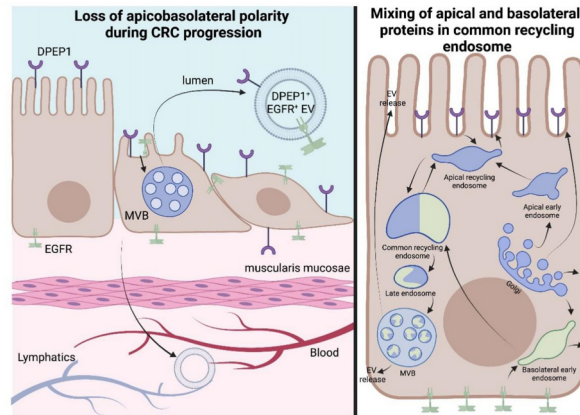 Loss of apicobasolateral polarity
during CRC progression
DPEP1
lumen
DPEP1⁺
EGFR⁺ EV
MVB
EGFR
muscularis mucosae
Lymphatics
Blood
Mixing of apical and basolateral
proteins in common recycling
endosome
EV
release
Apical recycling
endosome
Apical early
endosome
Common recycling
endosome
Golgi
Late endosome
EV
release
MVB
Basolateral early
endosome